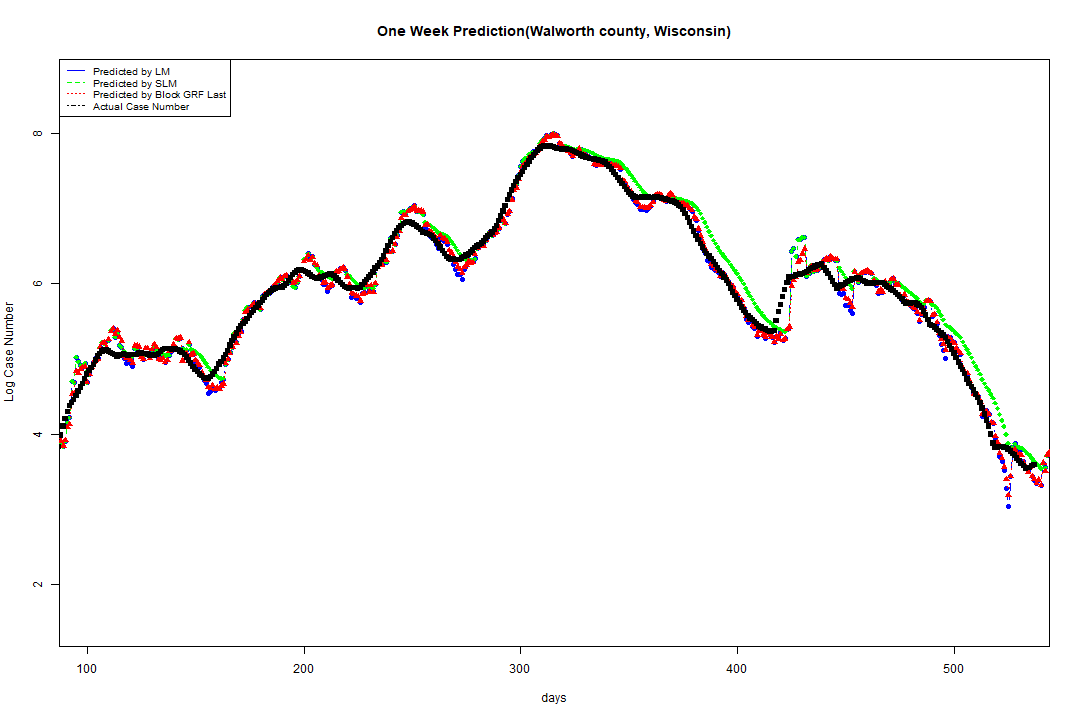 One Week Prediction(Walworth county, Wisconsin)
Predicted by LM
Predicted by SLM
Predicted by Block GRF Last
Actual Case Number
8
6
4
2
Log Case Number
100 200 300 400 500
days